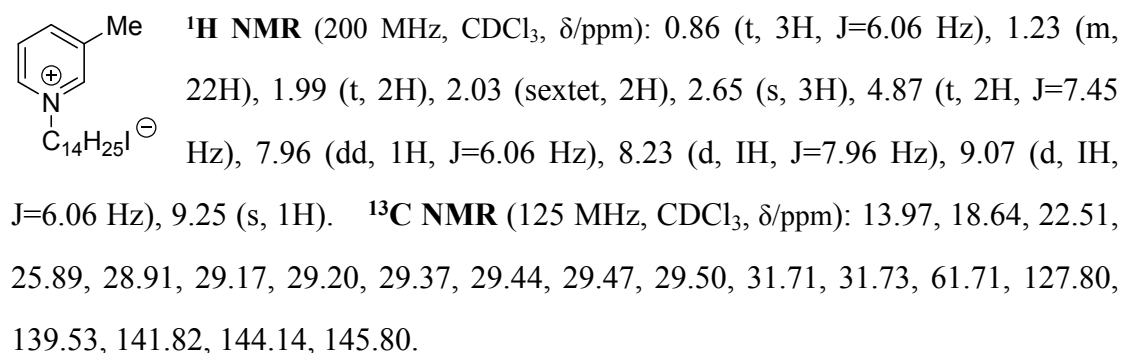 Me
⊕
N
C₁₄H₂₅I⊖
¹H NMR (200 MHz, CDCl₃, δ/ppm): 0.86 (t, 3H, J=6.06 Hz), 1.23 (m,
22H), 1.99 (t, 2H), 2.03 (sextet, 2H), 2.65 (s, 3H), 4.87 (t, 2H, J=7.45
Hz), 7.96 (dd, 1H, J=6.06 Hz), 8.23 (d, IH, J=7.96 Hz), 9.07 (d, IH,
J=6.06 Hz), 9.25 (s, 1H). ¹³C NMR (125 MHz, CDCl₃, δ/ppm): 13.97, 18.64, 22.51,
25.89, 28.91, 29.17, 29.20, 29.37, 29.44, 29.47, 29.50, 31.71, 31.73, 61.71, 127.80,
139.53, 141.82, 144.14, 145.80.